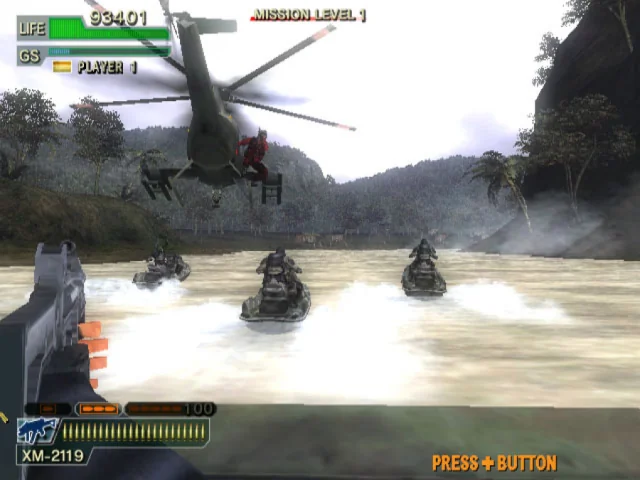 LIFE 93401
MISSION LEVEL 1
GS
PLAYER 1
100
XM-2119
PRESS + BUTTON